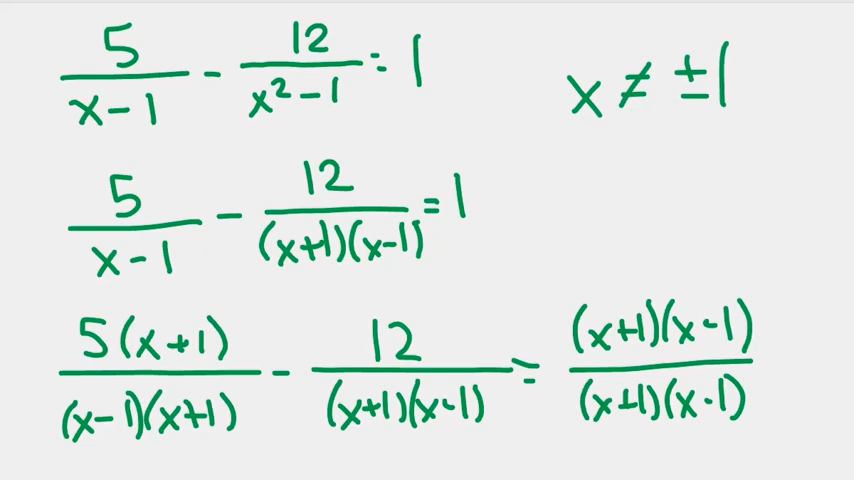 5/(x-1) - 12/(x²-1) = 1
x ≠ ±1
5/(x-1) - 12/((x+1)(x-1)) = 1
5(x+1)/((x-1)(x+1)) - 12/((x+1)(x-1)) = (x+1)(x-1)/((x+1)(x-1))